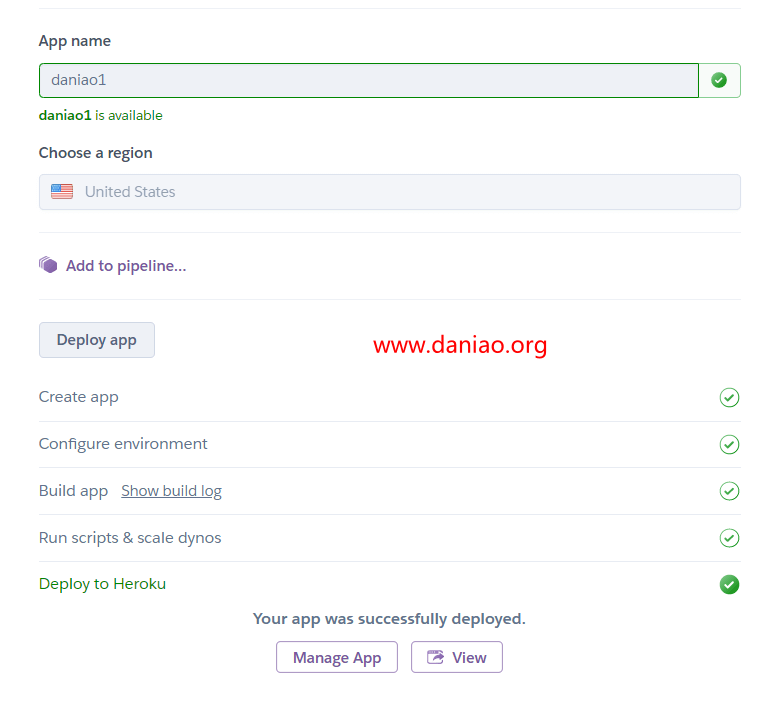 App name
daniao1
daniao1 is available
Choose a region
United States
Add to pipeline...
Deploy app
www.daniao.org
Create app
Configure environment
Build app Show build log
Run scripts & scale dynos
Deploy to Heroku
Your app was successfully deployed.
Manage App View